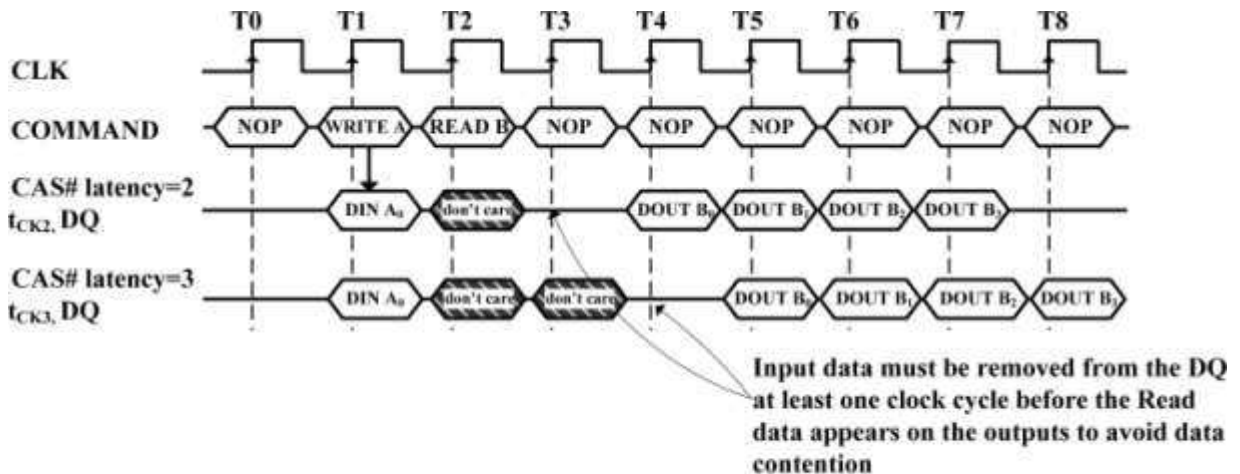 T0 T1 T2 T3 T4 T5 T6 T7 T8
CLK
COMMAND NOP WRITE A READ B NOP NOP NOP NOP NOP NOP
CAS# latency=2
tCK2, DQ DIN A0 don't care DOUT B0 DOUT B1 DOUT B2 DOUT B3
CAS# latency=3
tCK3, DQ DIN A0 don't care don't care DOUT B0 DOUT B1 DOUT B2 DOUT B3
Input data must be removed from the DQ
at least one clock cycle before the Read
data appears on the outputs to avoid data
contention